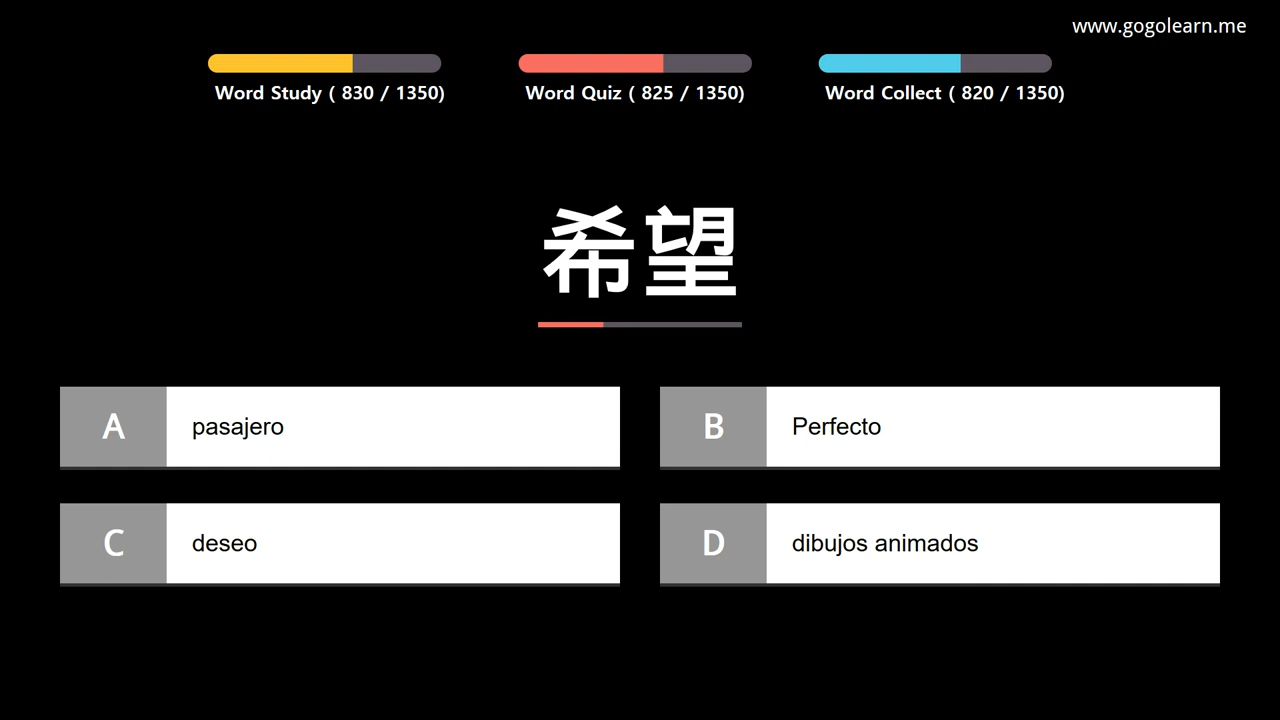 www.gogolearn.me
Word Study ( 830 / 1350)
Word Quiz ( 825 / 1350)
Word Collect ( 820 / 1350)
希望
A
pasajero
B
Perfecto
C
deseo
D
dibujos animados